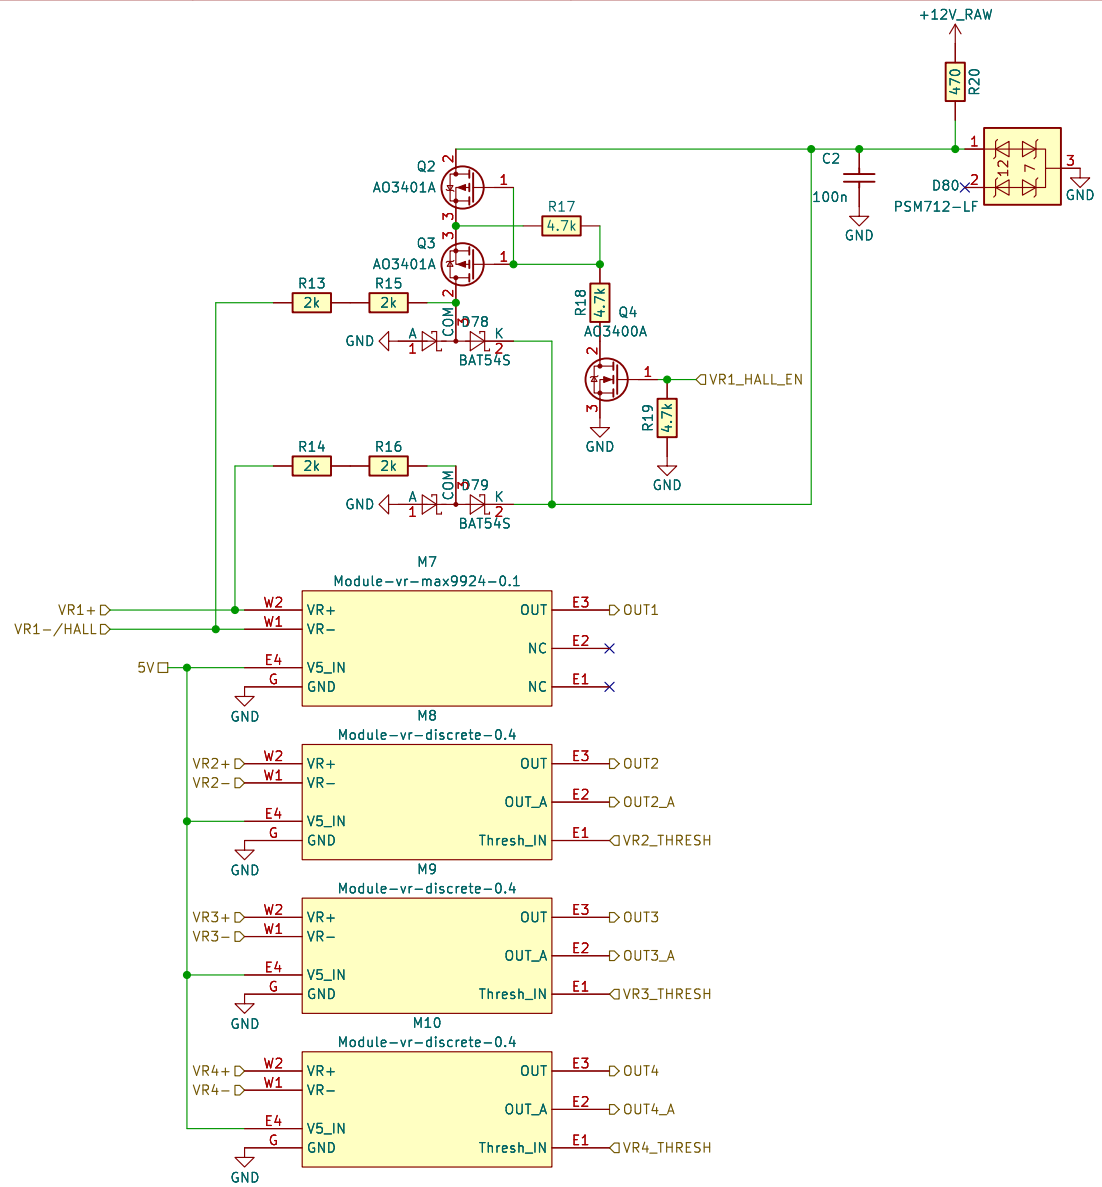 +12V_RAW
470
R20
1
2
3
12
7
D80
PSM712-LF
GND
C2
100n
GND
Q2
AO3401A
2
1
3
R17
4.7k
Q3
AO3401A
3
1
2
R13
2k
R15
2k
R18
4.7k
Q4
AO3400A
2
1
3
VR1_HALL_EN
GND
A
1
COM
3
D78
K
2
BAT54S
R19
4.7k
GND
GND
R14
2k
R16
2k
GND
A
1
COM
3
D79
K
2
BAT54S
M7
Module-vr-max9924-0.1
VR1+ W2 VR+ OUT E3 OUT1
VR1-/HALL W1 VR-
NC E2
5V E4 V5_IN
G GND NC E1
GND
M8
Module-vr-discrete-0.4
VR2+ W2 VR+ OUT E3 OUT2
VR2- W1 VR-
OUT_A E2 OUT2_A
E4 V5_IN
G GND Thresh_IN E1 VR2_THRESH
GND
M9
Module-vr-discrete-0.4
VR3+ W2 VR+ OUT E3 OUT3
VR3- W1 VR-
OUT_A E2 OUT3_A
E4 V5_IN
G GND Thresh_IN E1 VR3_THRESH
GND
M10
Module-vr-discrete-0.4
VR4+ W2 VR+ OUT E3 OUT4
VR4- W1 VR-
OUT_A E2 OUT4_A
E4 V5_IN
G GND Thresh_IN E1 VR4_THRESH
GND